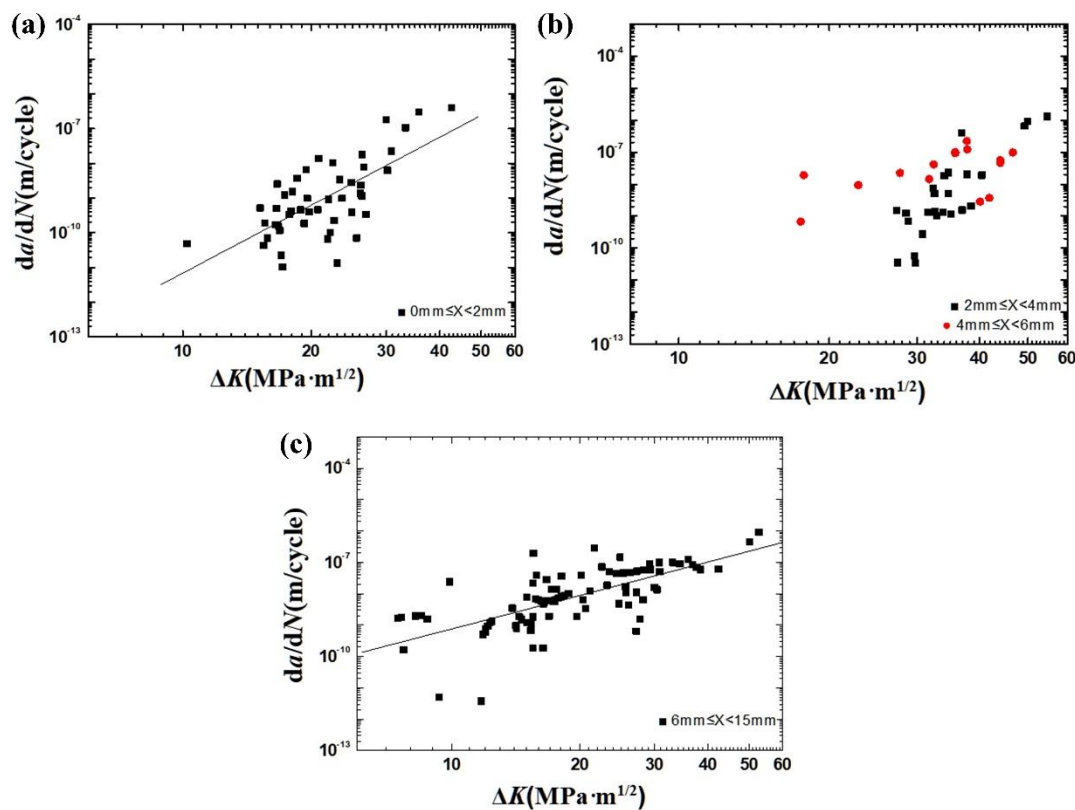 (a)
10⁻⁴
10⁻⁷
10⁻¹⁰
10⁻¹³
da/dN(m/cycle)
0mm≤X<2mm
10 20 30 40 50 60
ΔK(MPa·m¹/²)
(b)
10⁻⁴
10⁻⁷
10⁻¹⁰
10⁻¹³
da/dN(m/cycle)
2mm≤X<4mm
4mm≤X<6mm
10 20 30 40 50 60
ΔK(MPa·m¹/²)
(c)
10⁻⁴
10⁻⁷
10⁻¹⁰
10⁻¹³
da/dN(m/cycle)
6mm≤X<15mm
10 20 30 40 50 60
ΔK(MPa·m¹/²)